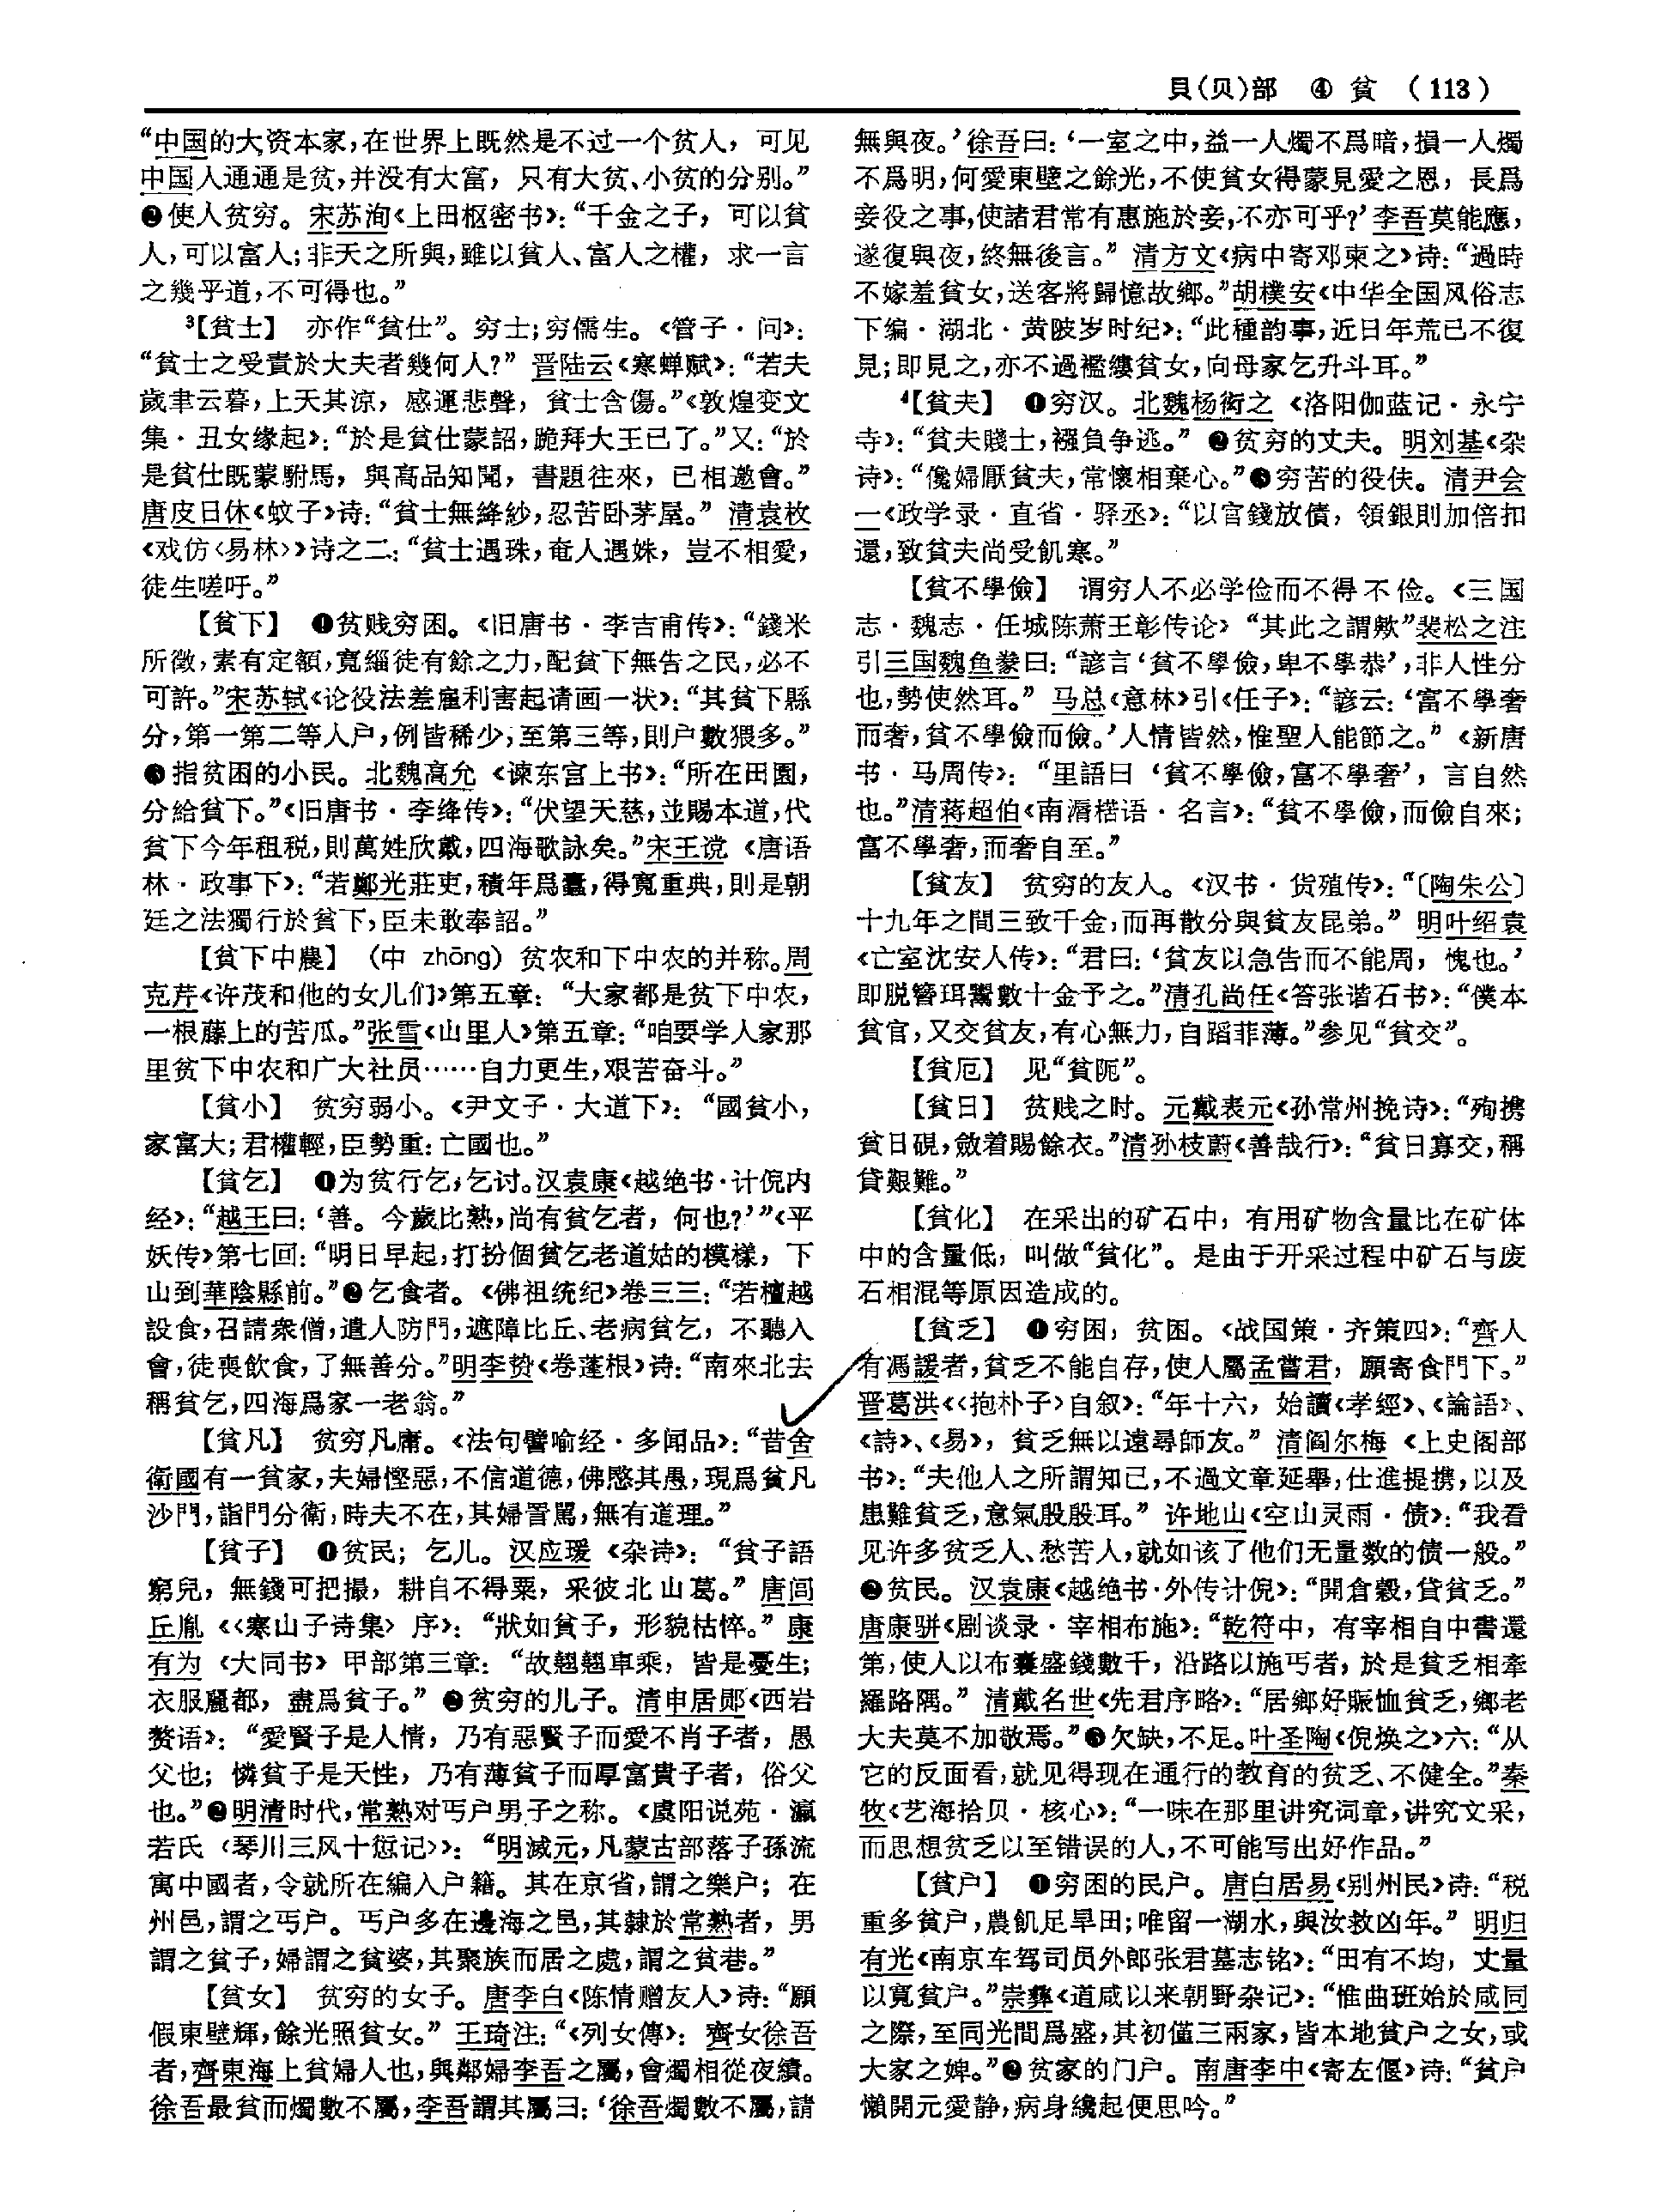 貝(贝)部　④ 貧　(113)
“中国的大资本家,在世界上既然是不过一个贫人,可见
中国人通通是贫,并没有大富,只有大贫、小贫的分别。”
❷使人贫穷。宋苏洵《上田枢密书》:“千金之子,可以貧
人,可以富人;非天之所與,雖以貧人、富人之權,求一言
之幾乎道,不可得也。”
³【貧士】　亦作“貧仕”。穷士;穷儒生。《管子·问》:
“貧士之受責於大夫者幾何人?”晋陆云《寒蝉赋》:“若夫
歲聿云暮,上天其涼,感運悲聲,貧士含傷。”《敦煌变文
集·丑女缘起》:“於是貧仕蒙詔,跪拜大王已了。”又:“於
是貧仕既蒙駙馬,與高品知聞,書題往來,已相邀會。”
唐皮日休《蚊子》诗:“貧士無絳紗,忍苦卧茅屋。”清袁枚
《戏仿〈易林〉》诗之二:“貧士遇珠,奄人遇姝,豈不相愛,
徒生嗟吁。”
【貧下】　❶贫贱穷困。《旧唐书·李吉甫传》:“錢米
所徵,素有定額,寬緇徒有餘之力,配貧下無告之民,必不
可許。”宋苏轼《论役法差雇利害起请画一状》:“其貧下縣
分,第一第二等人户,例皆稀少;至第三等,則户數猥多。”
❷指贫困的小民。北魏高允《谏东宫上书》:“所在田園,
分給貧下。”《旧唐书·李绛传》:“伏望天慈,並賜本道,代
貧下今年租税,則萬姓欣戴,四海歌詠矣。”宋王谠《唐语
林·政事下》:“若鄭光莊吏,積年爲蠹,得寬重典,則是朝
廷之法獨行於貧下,臣未敢奉詔。”
【貧下中農】　(中 zhōng) 贫农和下中农的并称。周
克芹《许茂和他的女儿们》第五章:“大家都是贫下中农,
一根藤上的苦瓜。”张雪《山里人》第五章:“咱要学人家那
里贫下中农和广大社员……自力更生,艰苦奋斗。”
【貧小】　贫穷弱小。《尹文子·大道下》:“國貧小,
家富大;君權輕,臣勢重:亡國也。”
【貧乞】　❶为贫行乞;乞讨。汉袁康《越绝书·计倪内
经》:“越王曰:‘善。今歲比熟,尚有貧乞者,何也?’”《平
妖传》第七回:“明日早起,打扮個貧乞老道姑的模樣,下
山到華陰縣前。”❷乞食者。《佛祖统纪》卷三三:“若檀越
設食,召請衆僧,遣人防門,遮障比丘、老病貧乞,不聽入
會,徒喪飲食,了無善分。”明李贽《卷蓬根》诗:“南來北去
稱貧乞,四海爲家一老翁。”
【貧凡】　贫穷凡庸。《法句譬喻经·多闻品》:“昔舍
衛國有一貧家,夫婦慳惡,不信道德,佛愍其愚,現爲貧凡
沙門,詣門分衛,時夫不在,其婦詈罵,無有道理。”
【貧子】　❶贫民;乞儿。汉应瑗《杂诗》:“貧子語
窮兒,無錢可把撮,耕自不得粟,采彼北山葛。”唐闾
丘胤《〈寒山子诗集〉序》:“狀如貧子,形貌枯悴。”康
有为《大同书》甲部第三章:“故翹翹車乘,皆是憂生;
衣服麗都,盡爲貧子。”❷贫穷的儿子。清申居郧《西岩
赘语》:“愛賢子是人情,乃有惡賢子而愛不肖子者,愚
父也;憐貧子是天性,乃有薄貧子而厚富貴子者,俗父
也。”❷明清时代,常熟对丐户男子之称。《虞阳说苑·瀛
若氏〈琴川三风十愆记〉》:“明滅元,凡蒙古部落子孫流
寓中國者,令就所在編入户籍。其在京省,謂之樂户;在
州邑,謂之丐户。丐户多在邊海之邑,其隸於常熟者,男
謂之貧子,婦謂之貧婆,其聚族而居之處,謂之貧巷。”
【貧女】　贫穷的女子。唐李白《陈情赠友人》诗:“願
假東壁輝,餘光照貧女。”王琦注:“《列女傳》:齊女徐吾
者,齊東海上貧婦人也,與鄰婦李吾之屬,會燭相從夜績。
徐吾最貧而燭數不屬,李吾謂其屬曰:‘徐吾燭數不屬,請
無與夜。’徐吾曰:‘一室之中,益一人燭不爲暗,損一人燭
不爲明,何愛東壁之餘光,不使貧女得蒙見愛之恩,長爲
妾役之事,使諸君常有惠施於妾,不亦可乎?’李吾莫能應,
遂復與夜,終無後言。”清方文《病中寄邓柬之》诗:“過時
不嫁羞貧女,送客將歸憶故鄉。”胡樸安《中华全国风俗志
下编·湖北·黄陂岁时纪》:“此種韵事,近日年荒已不復
見;即見之,亦不過襤縷貧女,向母家乞升斗耳。”
⁴【貧夫】　❶穷汉。北魏杨衒之《洛阳伽蓝记·永宁
寺》:“貧夫賤士,襁負争逃。”❷贫穷的丈夫。明刘基《杂
诗》:“儳婦厭貧夫,常懷相棄心。”❸穷苦的役伕。清尹会
一《政学录·直省·驿丞》:“以官錢放債,領銀則加倍扣
還,致貧夫尚受飢寒。”
【貧不學儉】　谓穷人不必学俭而不得不俭。《三国
志·魏志·任城陈萧王彰传论》“其此之謂歟”裴松之注
引三国魏鱼豢曰:“諺言‘貧不學儉,卑不學恭’,非人性分
也,勢使然耳。”马总《意林》引《任子》:“諺云:‘富不學奢
而奢,貧不學儉而儉。’人情皆然,惟聖人能節之。”《新唐
书·马周传》:“里語曰‘貧不學儉,富不學奢’,言自然
也。”清蒋超伯《南漘楛语·名言》:“貧不學儉,而儉自來;
富不學奢,而奢自至。”
【貧友】　贫穷的友人。《汉书·货殖传》:“〔陶朱公〕
十九年之間三致千金,而再散分與貧友昆弟。”明叶绍袁
《亡室沈安人传》:“君曰:‘貧友以急告而不能周,愧也。’
即脱簪珥鬻數十金予之。”清孔尚任《答张谐石书》:“僕本
貧官,又交貧友,有心無力,自蹈菲薄。”参见“貧交”。
【貧厄】　见“貧阨”。
【貧日】　贫贱之时。元戴表元《孙常州挽诗》:“殉携
貧日硯,斂着賜餘衣。”清孙枝蔚《善哉行》:“貧日寡交,稱
貸艱難。”
【貧化】　在采出的矿石中,有用矿物含量比在矿体
中的含量低,叫做“貧化”。是由于开采过程中矿石与废
石相混等原因造成的。
【貧乏】　❶穷困;贫困。《战国策·齐策四》:“齊人
有馮諼者,貧乏不能自存,使人屬孟嘗君,願寄食門下。”
晋葛洪《〈抱朴子〉自叙》:“年十六,始讀《孝經》、《論語》、
《詩》、《易》,貧乏無以遠尋師友。”清阎尔梅《上史阁部
书》:“夫他人之所謂知己,不過文章延舉,仕進提携,以及
患難貧乏,意氣殷殷耳。”许地山《空山灵雨·债》:“我看
见许多贫乏人、愁苦人,就如该了他们无量数的债一般。”
❷贫民。汉袁康《越绝书·外传计倪》:“開倉穀,貸貧乏。”
唐康骈《剧谈录·宰相布施》:“乾符中,有宰相自中書還
第,使人以布囊盛錢數千,沿路以施丐者,於是貧乏相牽
羅路隅。”清戴名世《先君序略》:“居鄉好賑恤貧乏,鄉老
大夫莫不加敬焉。”❸欠缺,不足。叶圣陶《倪焕之》六:“从
它的反面看,就见得现在通行的教育的贫乏、不健全。”秦
牧《艺海拾贝·核心》:“一味在那里讲究词章,讲究文采,
而思想贫乏以至错误的人,不可能写出好作品。”
【貧户】　❶穷困的民户。唐白居易《别州民》诗:“税
重多貧户,農飢足旱田;唯留一湖水,與汝救凶年。”明归
有光《南京车驾司员外郎张君墓志铭》:“田有不均,丈量
以寬貧户。”崇彝《道咸以来朝野杂记》:“惟曲班始於咸同
之際,至同光間爲盛,其初僅三兩家,皆本地貧户之女,或
大家之婢。”❷贫家的门户。南唐李中《寄左偃》诗:“貧户
懶開元愛静,病身纔起便思吟。”